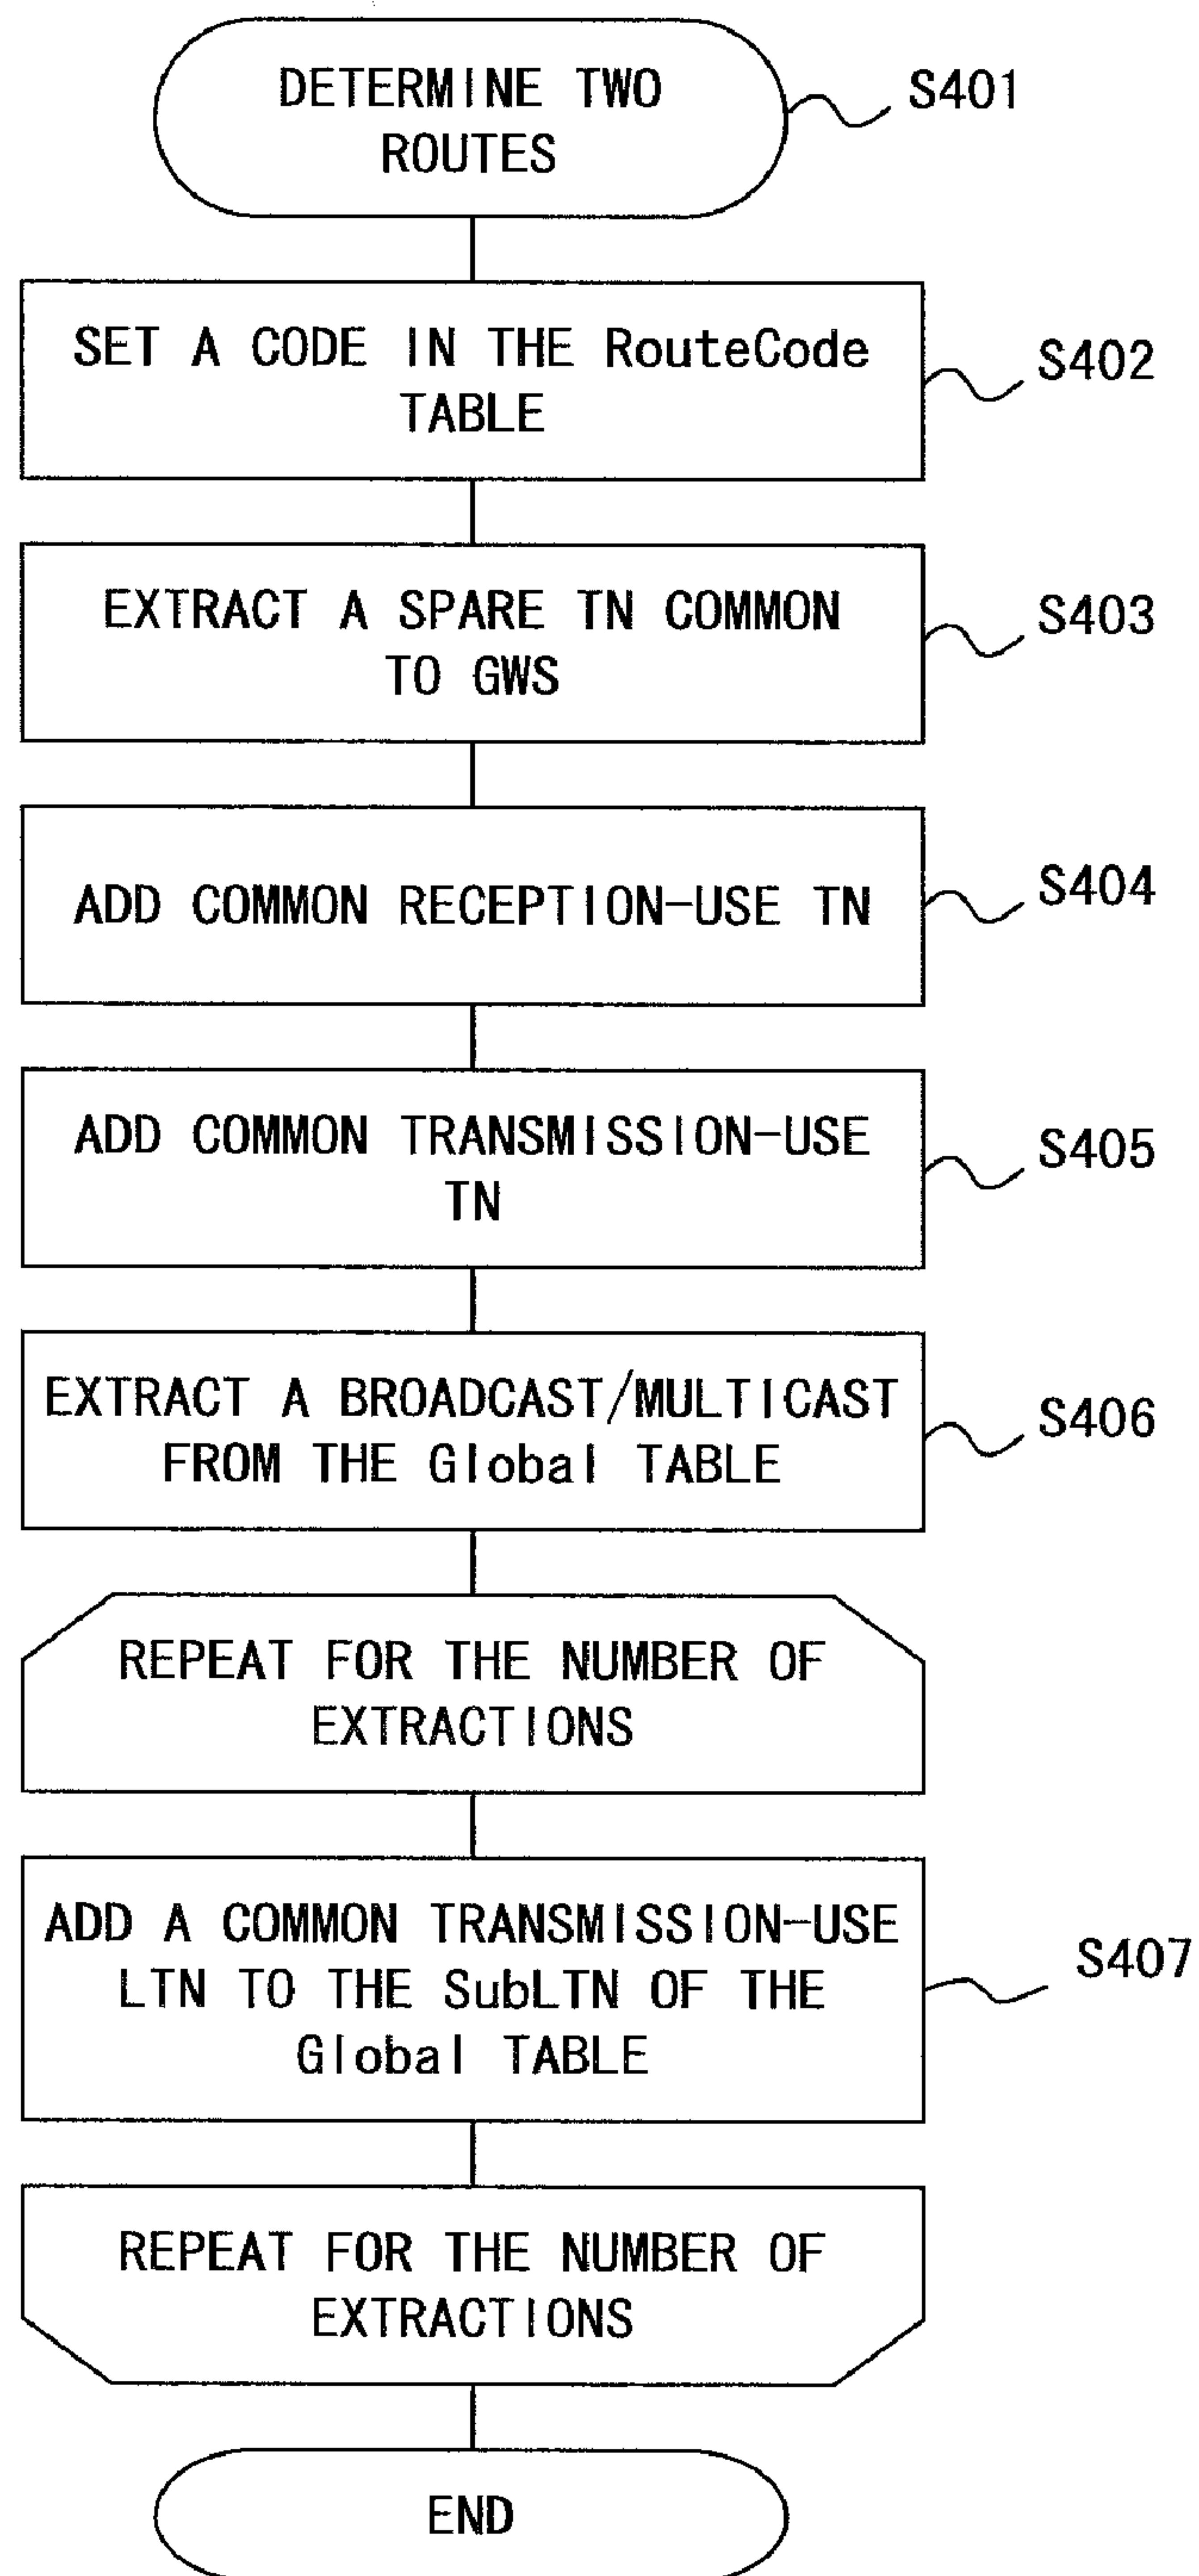 DETERMINE TWO
ROUTES
S401
SET A CODE IN THE RouteCode
TABLE
S402
EXTRACT A SPARE TN COMMON
TO GWS
S403
ADD COMMON RECEPTION-USE TN
S404
ADD COMMON TRANSMISSION-USE
TN
S405
EXTRACT A BROADCAST/MULTICAST
FROM THE Global TABLE
S406
REPEAT FOR THE NUMBER OF
EXTRACTIONS
ADD A COMMON TRANSMISSION-USE
LTN TO THE SubLTN OF THE
Global TABLE
S407
REPEAT FOR THE NUMBER OF
EXTRACTIONS
END